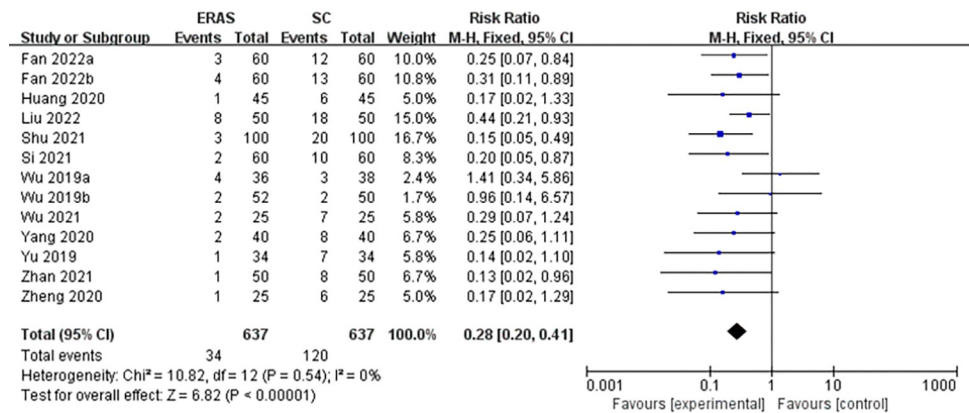 ERAS SC Risk Ratio Risk Ratio
Study or Subgroup Events Total Events Total Weight M-H, Fixed, 95% CI M-H, Fixed, 95% CI
Fan 2022a 3 60 12 60 10.0% 0.25 [0.07, 0.84]
Fan 2022b 4 60 13 60 10.8% 0.31 [0.11, 0.89]
Huang 2020 1 45 6 45 5.0% 0.17 [0.02, 1.33]
Liu 2022 8 50 18 50 15.0% 0.44 [0.21, 0.93]
Shu 2021 3 100 20 100 16.7% 0.15 [0.05, 0.49]
Si 2021 2 60 10 60 8.3% 0.20 [0.05, 0.87]
Wu 2019a 4 36 3 38 2.4% 1.41 [0.34, 5.86]
Wu 2019b 2 52 2 50 1.7% 0.96 [0.14, 6.57]
Wu 2021 2 25 7 25 5.8% 0.29 [0.07, 1.24]
Yang 2020 2 40 8 40 6.7% 0.25 [0.06, 1.11]
Yu 2019 1 34 7 34 5.8% 0.14 [0.02, 1.10]
Zhan 2021 1 50 8 50 6.7% 0.13 [0.02, 0.96]
Zheng 2020 1 25 6 25 5.0% 0.17 [0.02, 1.29]
Total (95% CI) 637 637 100.0% 0.28 [0.20, 0.41]
Total events 34 120
Heterogeneity: Chi² = 10.82, df = 12 (P = 0.54); I² = 0%
Test for overall effect: Z = 6.82 (P < 0.00001)
0.001 0.1 1 10 1000
Favours [experimental] Favours [control]